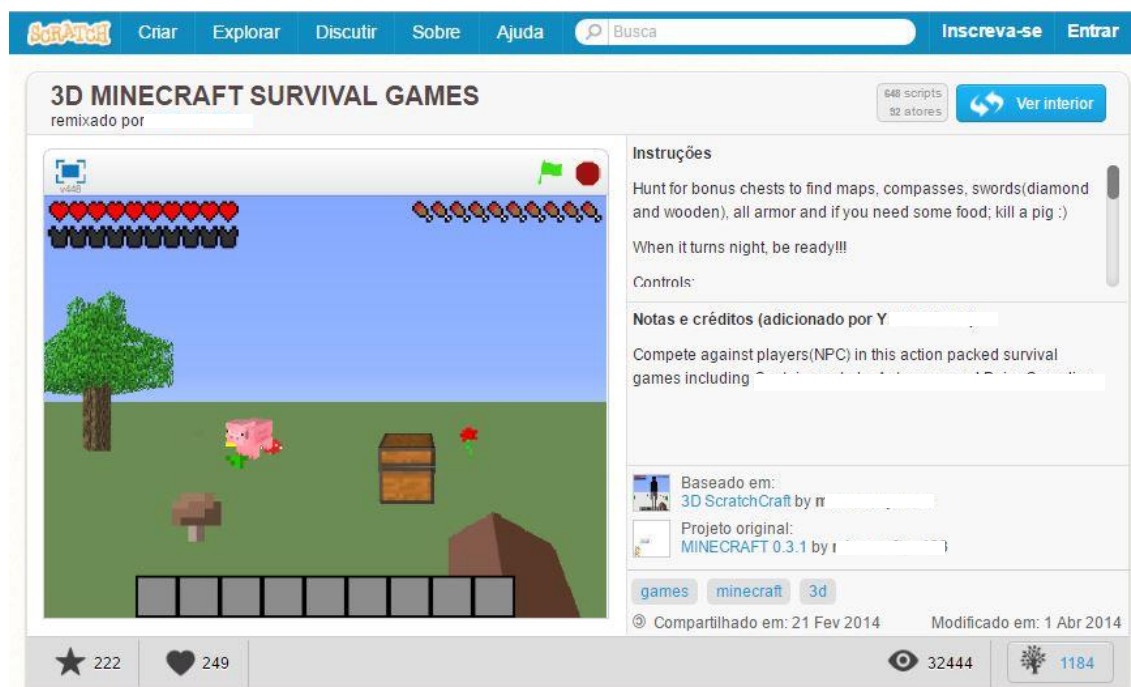 SCRATCH Criar Explorar Discutir Sobre Ajuda Busca Inscreva-se Entrar
3D MINECRAFT SURVIVAL GAMES
remixado por
648 scripts
92 atores
Ver interior
v448
Instruções
Hunt for bonus chests to find maps, compasses, swords(diamond
and wooden), all armor and if you need some food; kill a pig :)
When it turns night, be ready!!!
Controls:
Notas e créditos (adicionado por Y
Compete against players(NPC) in this action packed survival
games including
Baseado em:
3D ScratchCraft by
Projeto original:
MINECRAFT 0.3.1 by
games minecraft 3d
Compartilhado em: 21 Fev 2014 Modificado em: 1 Abr 2014
222 249 32444 1184